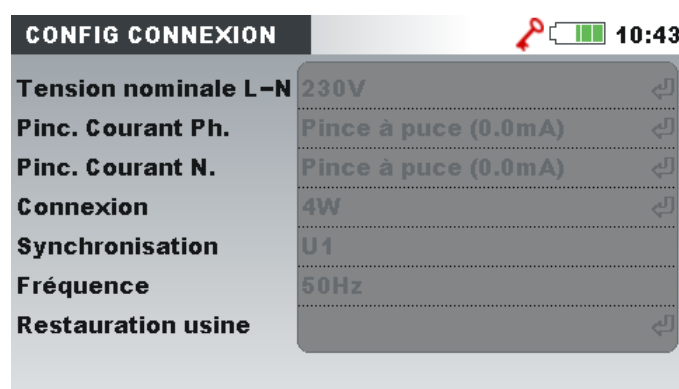 CONFIG CONNEXION 10:43
Tension nominale L-N 230V
Pinc. Courant Ph. Pince à puce (0.0mA)
Pinc. Courant N. Pince à puce (0.0mA)
Connexion 4W
Synchronisation U1
Fréquence 50Hz
Restauration usine